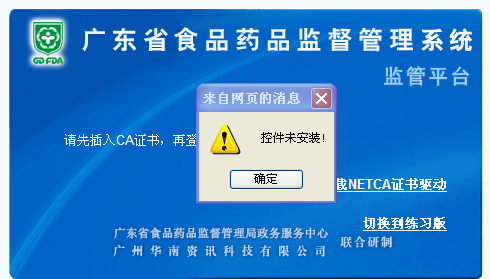 GDFDA
广东省食品药品监督管理系统
监管平台
来自网页的消息
请先插入CA证书，再登
控件未安装!
确定
载NETCA证书驱动
切换到练习版
广东省食品药品监督管理局政务服务中心
广州华南资讯科技有限公司
联合研制